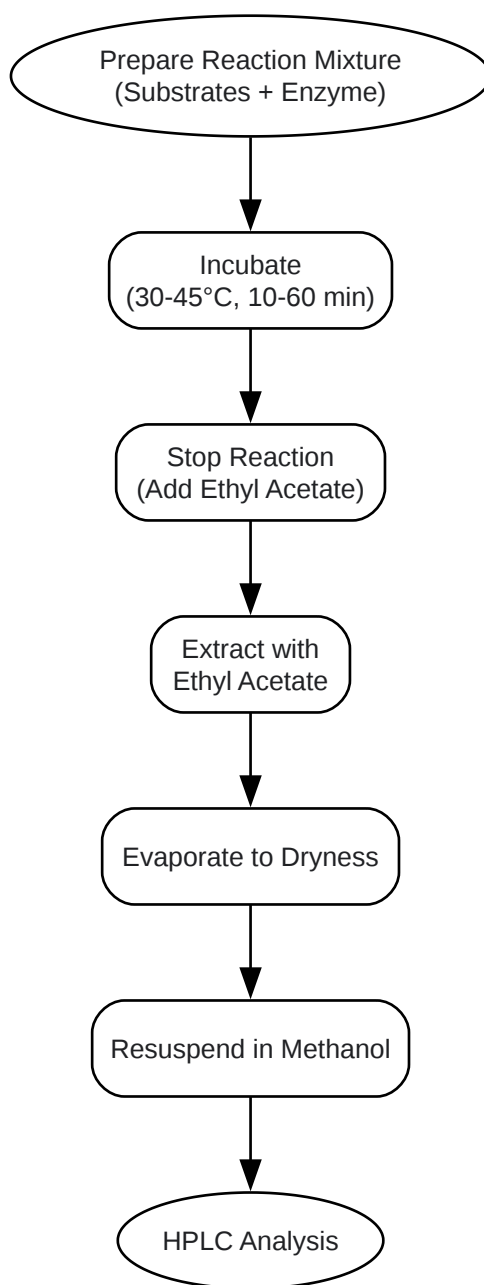 Prepare Reaction Mixture
(Substrates + Enzyme)
Incubate
(30-45°C, 10-60 min)
Stop Reaction
(Add Ethyl Acetate)
Extract with
Ethyl Acetate
Evaporate to Dryness
Resuspend in Methanol
HPLC Analysis